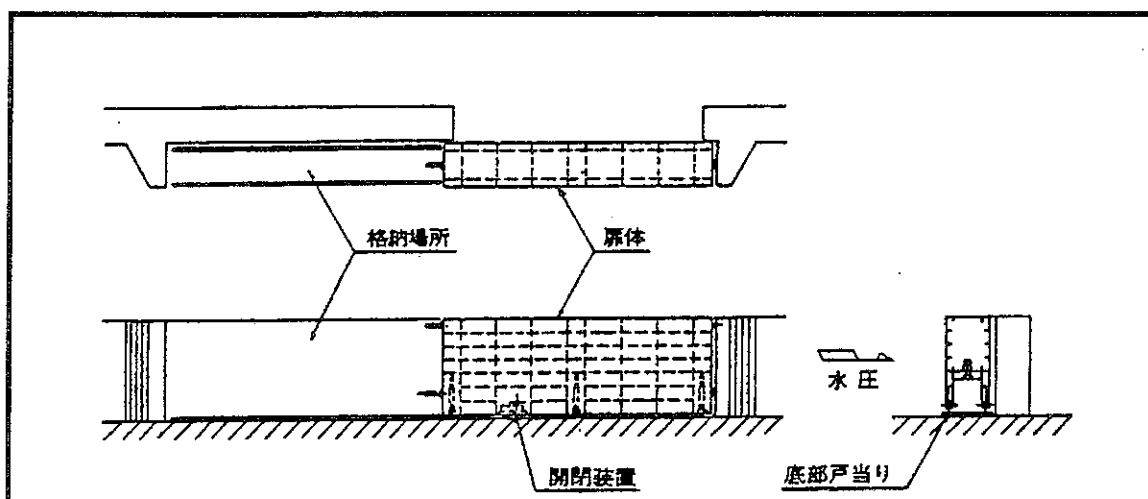 格納場所
扉体
水圧
開閉装置
底部戸当り